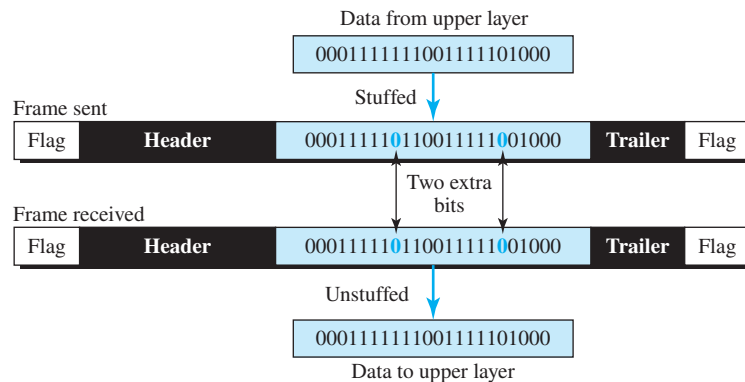 Data from upper layer
0001111111001111101000
Stuffed
Frame sent
Flag Header 000111110110011111001000 Trailer Flag
Two extra
bits
Frame received
Flag Header 000111110110011111001000 Trailer Flag
Unstuffed
0001111111001111101000
Data to upper layer